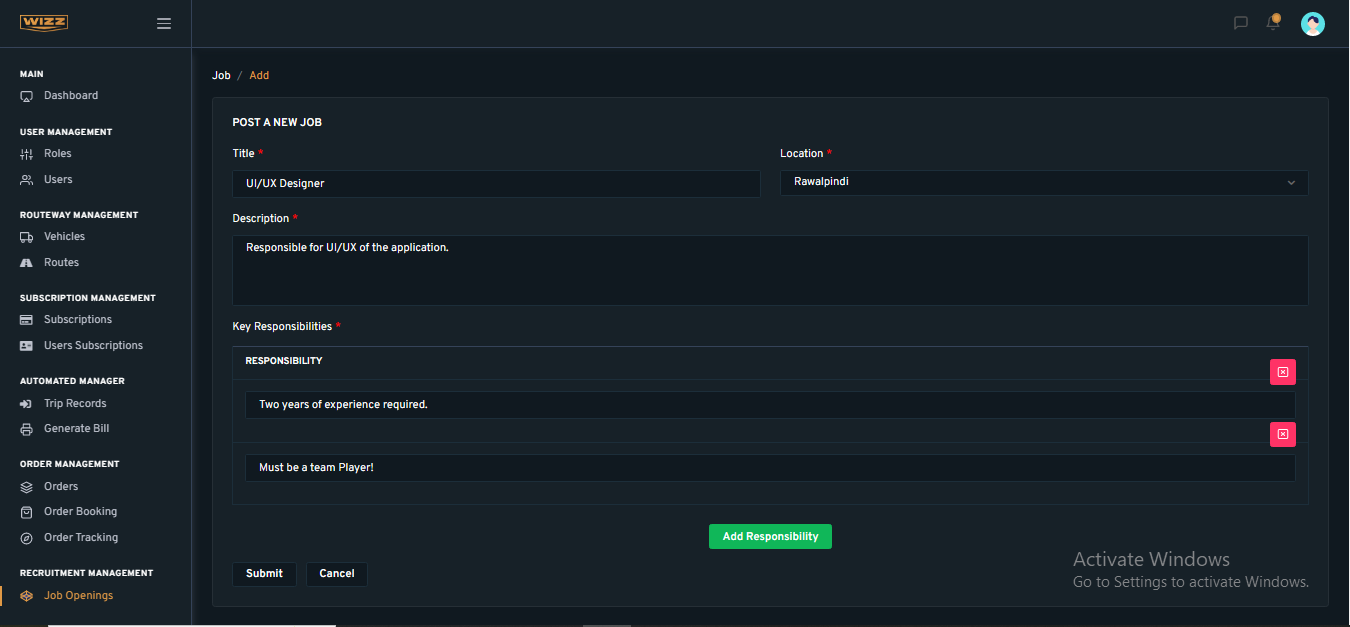 WIZZ
MAIN
Dashboard
USER MANAGEMENT
Roles
Users
ROUTEWAY MANAGEMENT
Vehicles
Routes
SUBSCRIPTION MANAGEMENT
Subscriptions
Users Subscriptions
AUTOMATED MANAGER
Trip Records
Generate Bill
ORDER MANAGEMENT
Orders
Order Booking
Order Tracking
RECRUITMENT MANAGEMENT
Job Openings
Job / Add
POST A NEW JOB
Title *
UI/UX Designer
Location *
Rawalpindi
Description *
Responsible for UI/UX of the application.
Key Responsibilities *
RESPONSIBILITY
Two years of experience required.
Must be a team Player!
Add Responsibility
Submit Cancel
Activate Windows
Go to Settings to activate Windows.